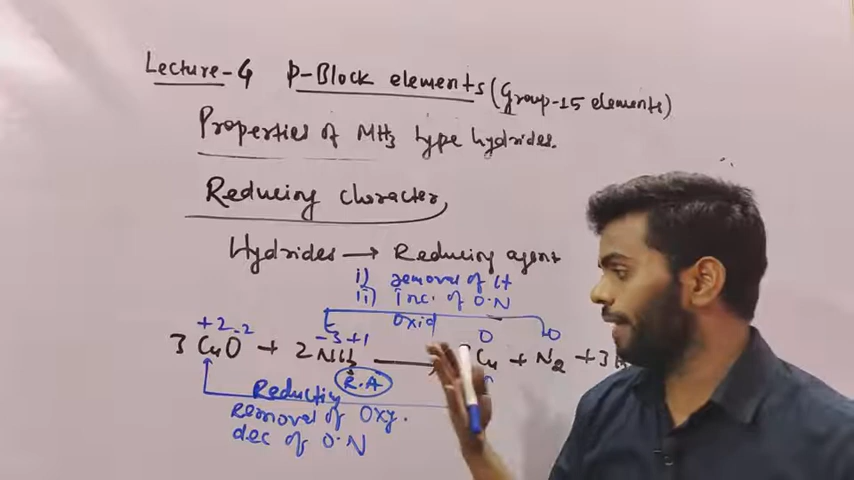 Lecture-4 p-Block elements (Group-15 elements)
Properties of MH3 type hydrides.
Reducing character
Hydrides → Reducing agent
i) removal of H
ii) Inc. of O.N
Oxid
+2 -2 -3 +1 0 0
3 CuO + 2 NH3 → Cu + N2 + 3
R.A
Reduction
removal of Oxy.
dec of O.N